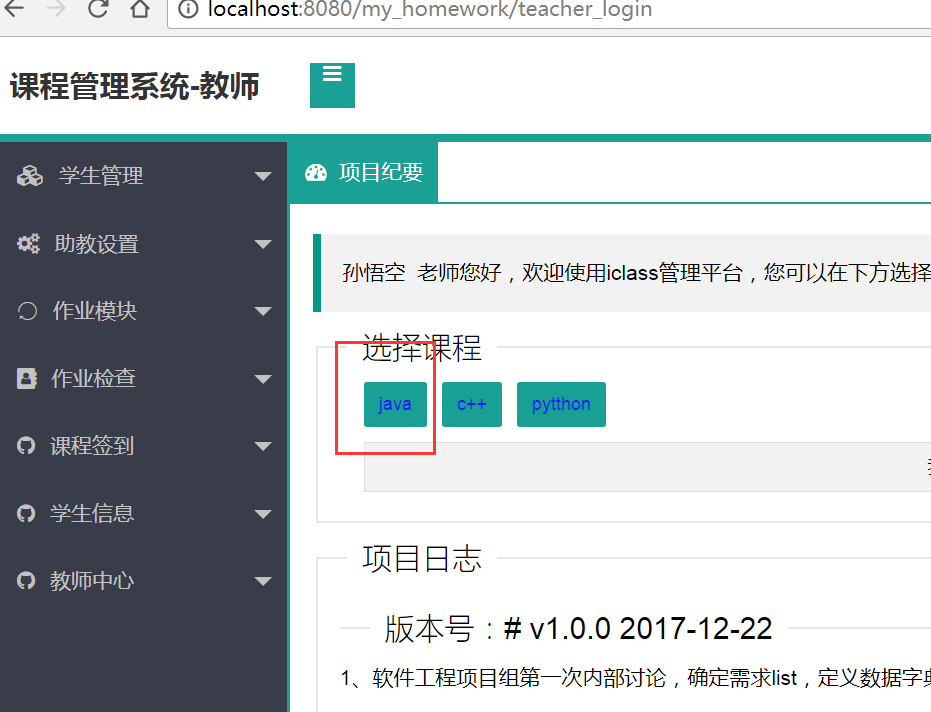 localhost:8080/my_homework/teacher_login
课程管理系统-教师
学生管理
项目纪要
助教设置
孙悟空 老师您好，欢迎使用iclass管理平台，您可以在下方选择
作业模块
选择课程
作业检查
java c++ pytthon
课程签到
学生信息
项目日志
教师中心
版本号：# v1.0.0 2017-12-22
1、软件工程项目组第一次内部讨论，确定需求list，定义数据字典